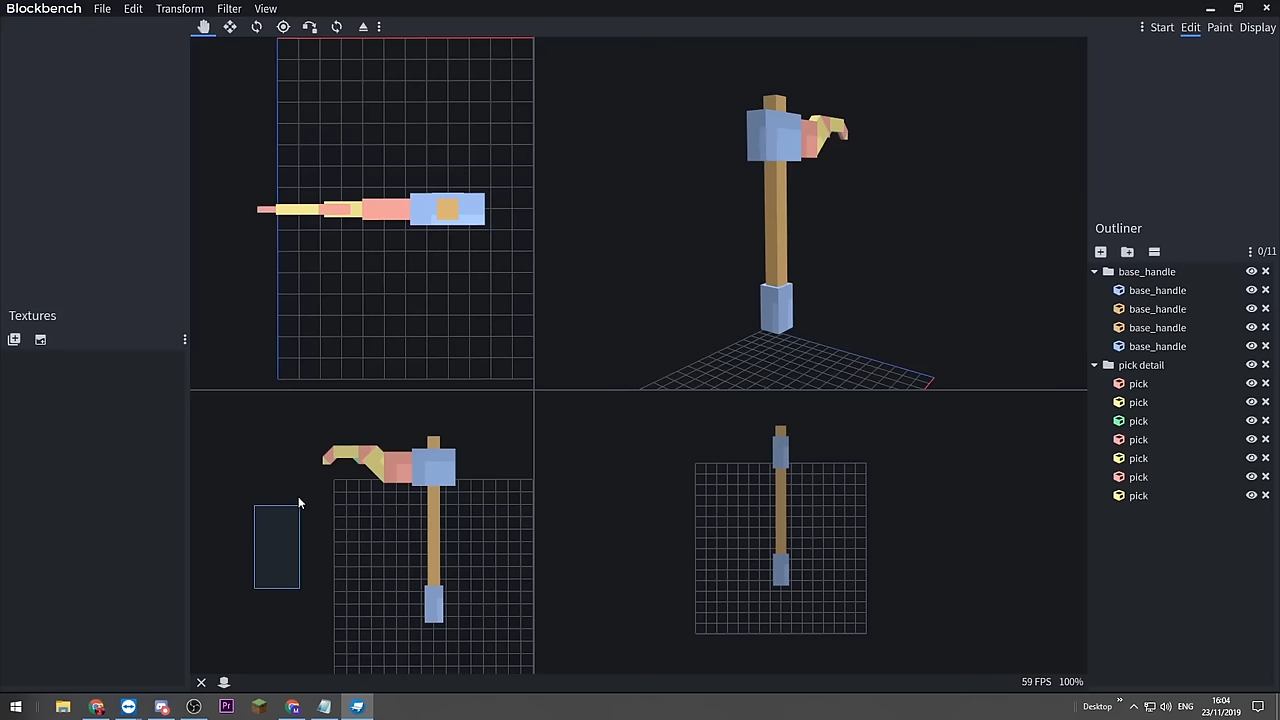 Blockbench File Edit Transform Filter View
Start Edit Paint Display
Outliner
0/11
base_handle
base_handle
base_handle
base_handle
base_handle
pick detail
pick
pick
pick
pick
pick
pick
pick
Textures
59 FPS 100%
Desktop » ENG 16:04
23/11/2019
Pr